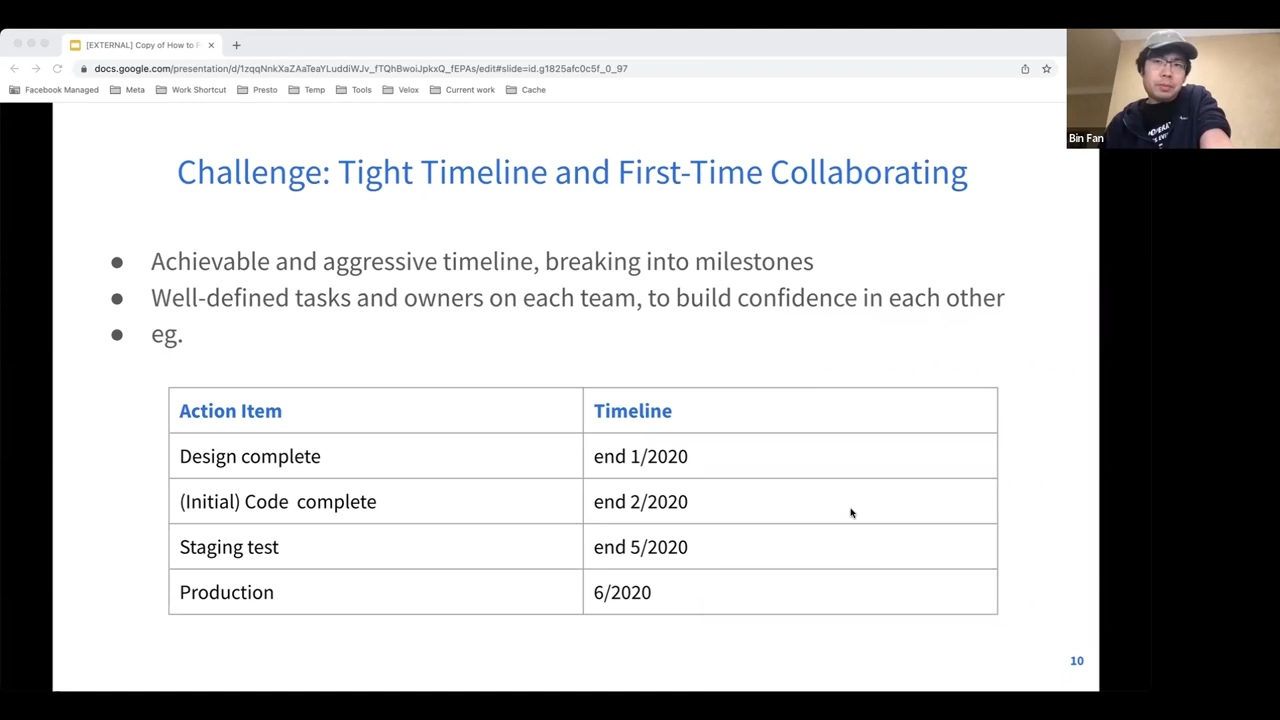 [EXTERNAL] Copy of How to F
docs.google.com/presentation/d/1zqqNnkXaZAaTeaYLuddiWJv_fTQhBwoiJpkxQ_fEPAs/edit#slide=id.g1825afc0c5f_0_97
Facebook Managed Meta Work Shortcut Presto Temp Tools Velox Current work Cache
Bin Fan
Challenge: Tight Timeline and First-Time Collaborating
● Achievable and aggressive timeline, breaking into milestones
● Well-defined tasks and owners on each team, to build confidence in each other
● eg.
Action Item Timeline
Design complete end 1/2020
(Initial) Code complete end 2/2020
Staging test end 5/2020
Production 6/2020
10